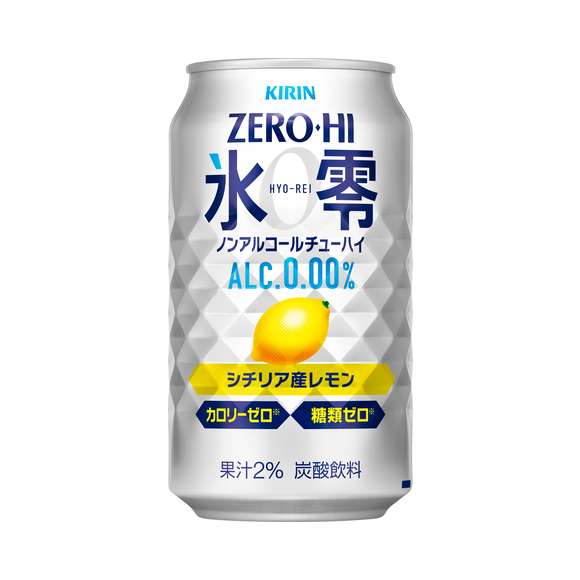 KIRIN
ZERO-HI
氷零
HYO-REI
ノンアルコールチューハイ
ALC.0.00%
シチリア産レモン
カロリーゼロ※ 糖類ゼロ※
果汁2% 炭酸飲料